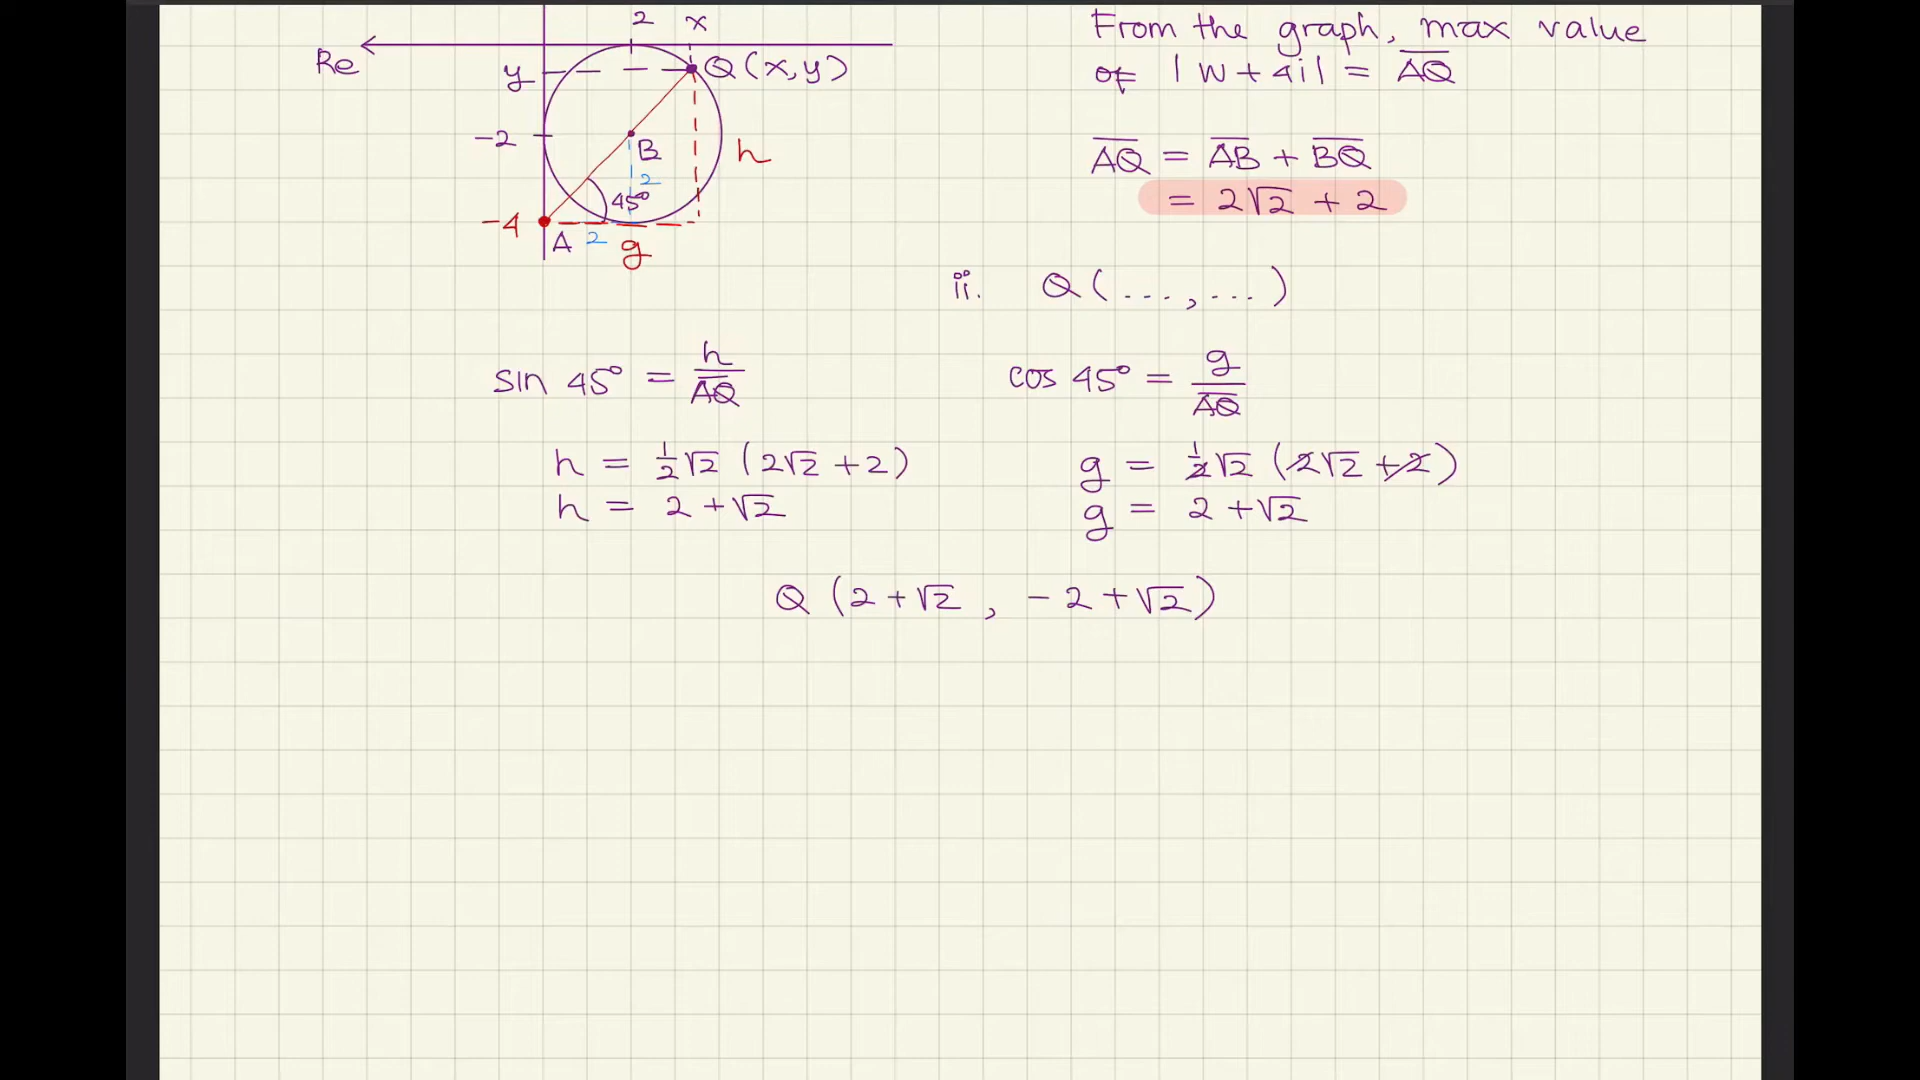 2 x
Re
y Q (x,y)
-2
B
h
2
45°
-4
A 2 g
From the graph, max value
of |w+4i| = AQ
AQ = AB + BQ
= 2√2 + 2
ii. Q (...,...)
sin 45° = h/AQ
h = 1/2 √2 (2√2 + 2)
h = 2 + √2
cos 45° = g/AQ
g = 1/2 √2 (2√2 + 2)
g = 2 + √2
Q (2 + √2 , -2 + √2)